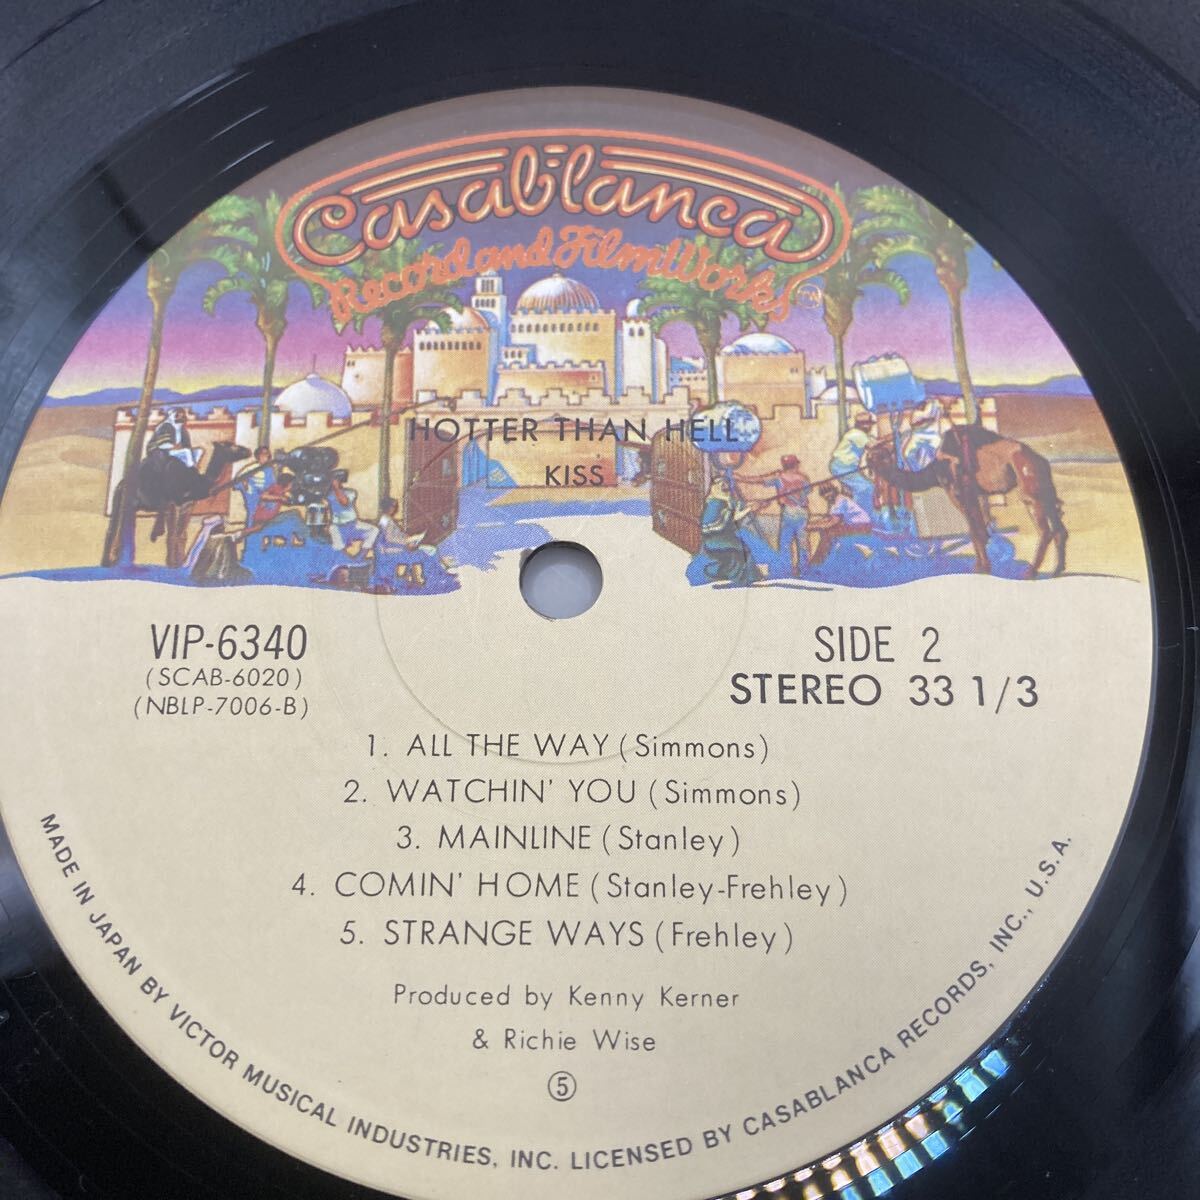 Casablanca
Record and FilmWorks
TM
HOTTER THAN HELL
KISS
VIP-6340
(SCAB-6020)
(NBLP-7006-B)
SIDE 2
STEREO 33 1/3
1. ALL THE WAY (Simmons)
2. WATCHIN' YOU (Simmons)
3. MAINLINE (Stanley)
4. COMIN' HOME (Stanley-Frehley)
5. STRANGE WAYS (Frehley)
Produced by Kenny Kerner
& Richie Wise
⑤
MADE IN JAPAN BY VICTOR MUSICAL INDUSTRIES, INC. LICENSED BY CASABLANCA RECORDS, INC., U.S.A.